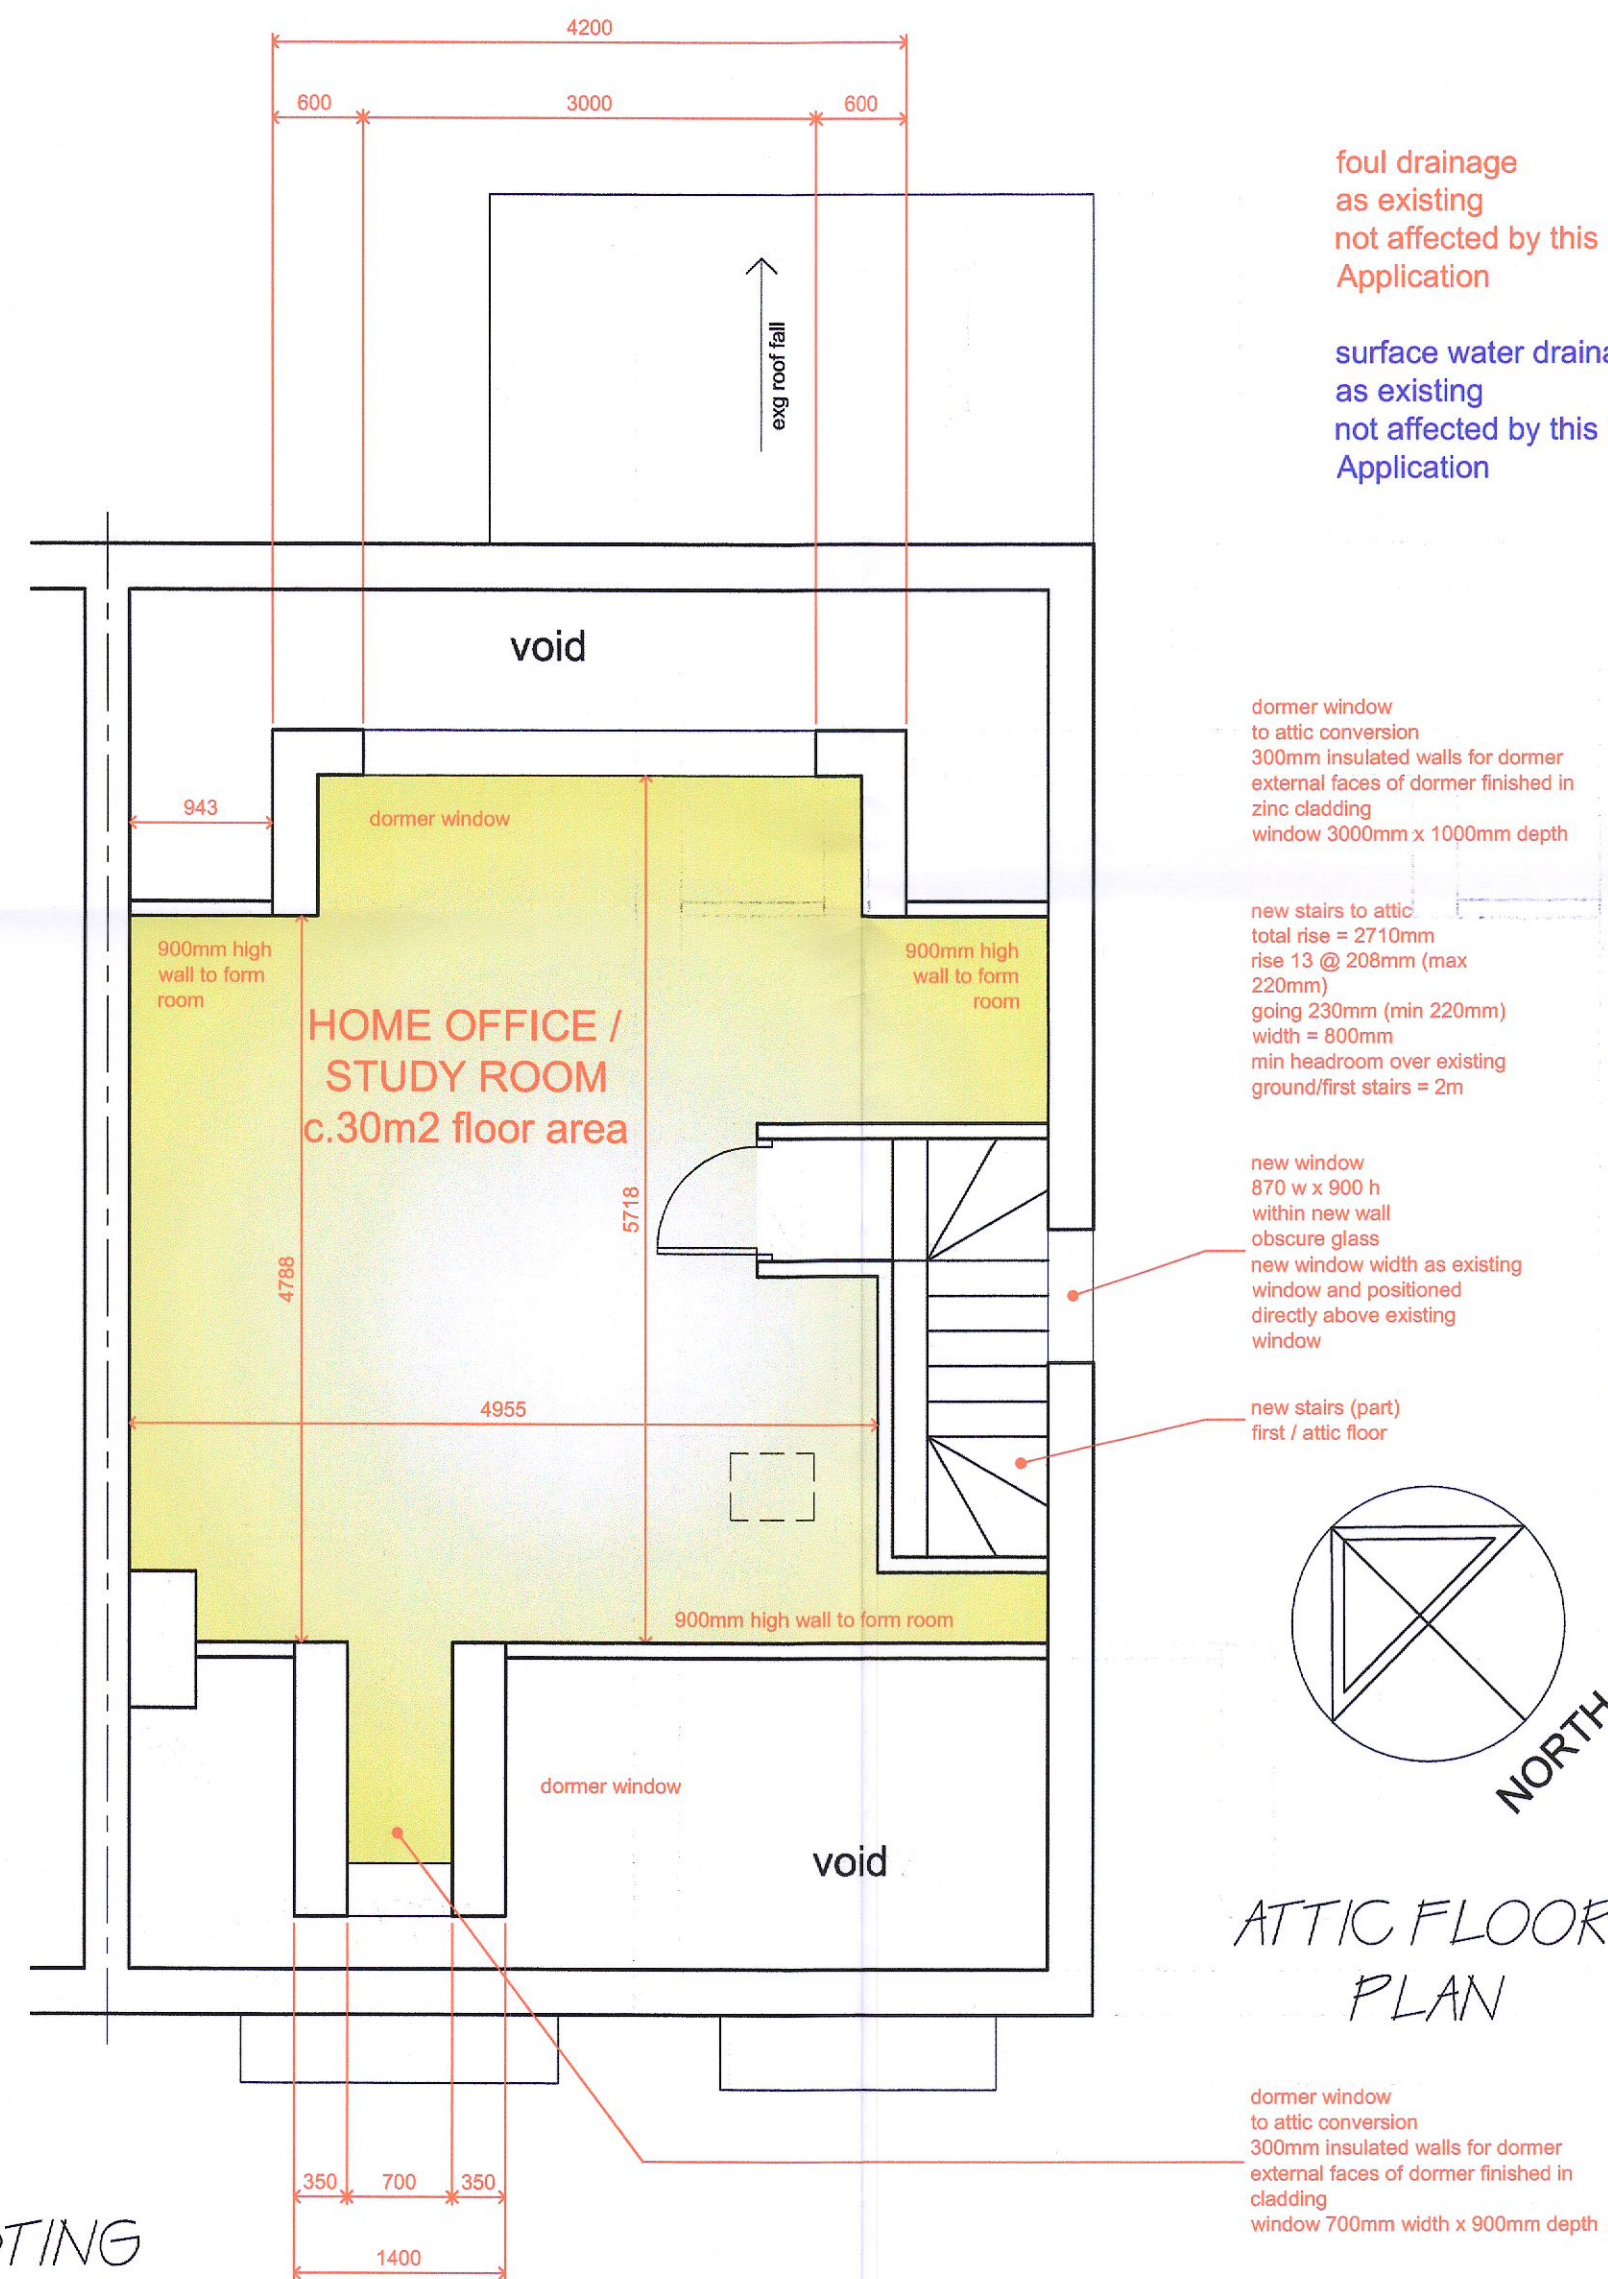 4200
600
3000
600
foul drainage
as existing
not affected by this
Application
surface water
as existing
not affected by this
Application
exg roof fall
void
943
dormer window
dormer window
to attic conversion
300mm insulated walls for dormer
external faces of dormer finished in
zinc cladding
window 3000mm x 1000mm depth
900mm high
wall to form
room
900mm high
wall to form
room
HOME OFFICE /
STUDY ROOM
c.30m2 floor area
new stairs to attic
total rise = 2710mm
rise 13 @ 208mm (max
220mm)
going 230mm (min 220mm)
width = 800mm
min headroom over existing
ground/first stairs = 2m
4788
5718
new window
870 w x 900 h
within new wall
obscure glass
new window width as existing
window and positioned
directly above existing
window
4955
new stairs (part)
first / attic floor
900mm high wall to form room
NORTH
dormer window
void
ATTIC FLOOR
PLAN
dormer window
to attic conversion
300mm insulated walls for dormer
external faces of dormer finished in
cladding
window 700mm width x 900mm depth
350
700
350
1400